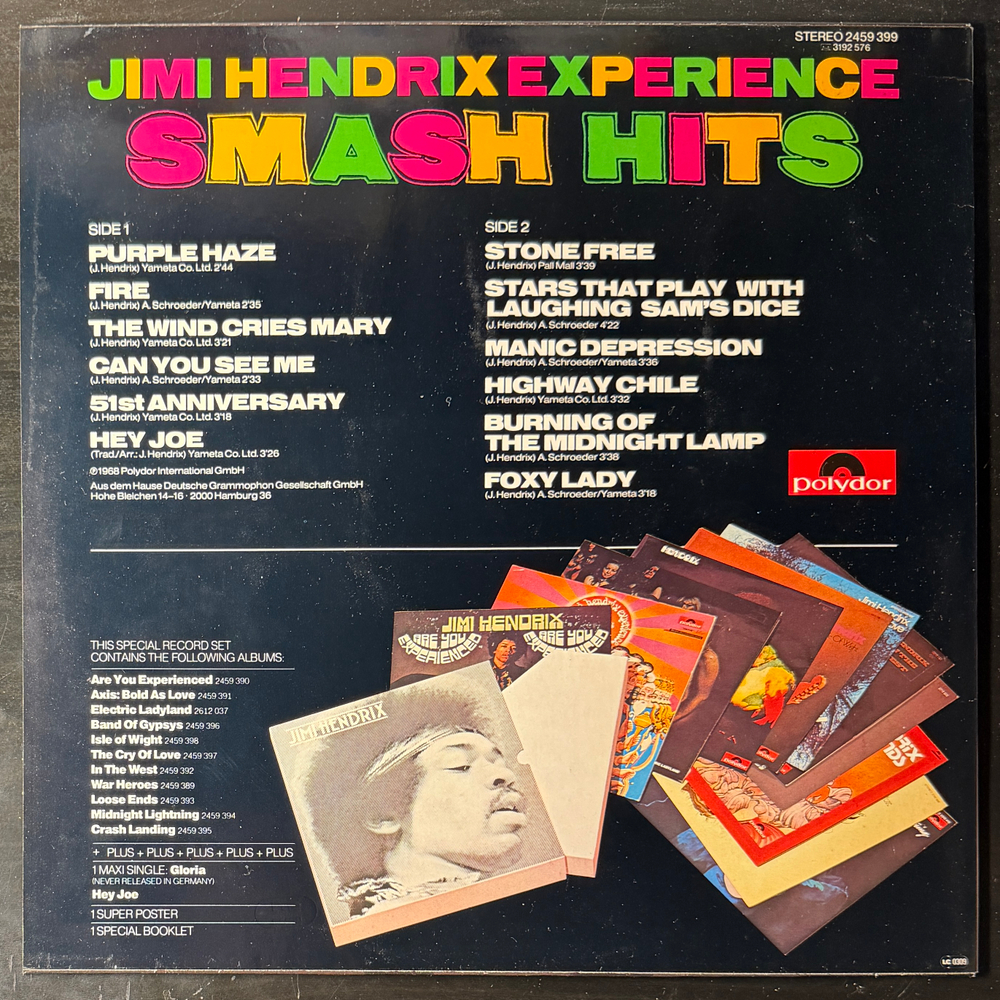 STEREO 2459 399
3192 576
JIMI HENDRIX EXPERIENCE
SMASH HITS
SIDE 1
PURPLE HAZE
(J. Hendrix) Yameta Co. Ltd. 2'44
FIRE
(J. Hendrix) A. Schroeder/Yameta 2'35
THE WIND CRIES MARY
(J. Hendrix) Yameta Co. Ltd. 3'21
CAN YOU SEE ME
(J. Hendrix) A. Schroeder/Yameta 2'33
51st ANNIVERSARY
(J. Hendrix) Yameta Co. Ltd. 3'18
HEY JOE
(Trad./Arr.: J. Hendrix) Yameta Co. Ltd. 3'26
℗1968 Polydor International GmbH
Aus dem Hause Deutsche Grammophon Gesellschaft GmbH
Hohe Bleichen 14–16 · 2000 Hamburg 36
SIDE 2
STONE FREE
(J. Hendrix) Pall Mall 3'39
STARS THAT PLAY WITH
LAUGHING SAM'S DICE
(J. Hendrix) A. Schroeder 4'22
MANIC DEPRESSION
(J. Hendrix) A. Schroeder/Yameta 3'36
HIGHWAY CHILE
(J. Hendrix) Yameta Co. Ltd. 3'32
BURNING OF
THE MIDNIGHT LAMP
(J. Hendrix) A. Schroeder 3'38
FOXY LADY
(J. Hendrix) A. Schroeder/Yameta 3'18
polydor
THIS SPECIAL RECORD SET
CONTAINS THE FOLLOWING ALBUMS:
Are You Experienced 2459 390
Axis: Bold As Love 2459 391
Electric Ladyland 2612 037
Band Of Gypsys 2459 396
Isle of Wight 2459 398
The Cry Of Love 2459 397
In The West 2459 392
War Heroes 2459 389
Loose Ends 2459 393
Midnight Lightning 2459 394
Crash Landing 2459 395
+ PLUS + PLUS + PLUS + PLUS + PLUS
1 MAXI SINGLE: Gloria
(NEVER RELEASED IN GERMANY)
Hey Joe
1 SUPER POSTER
1 SPECIAL BOOKLET
JIMI HENDRIX
ARE YOU EXPERIENCED
ARE YOU EXPERIENCED
JIMI HENDRIX
HENDRIX
Jimi Hendrix
polydor
LC 0309